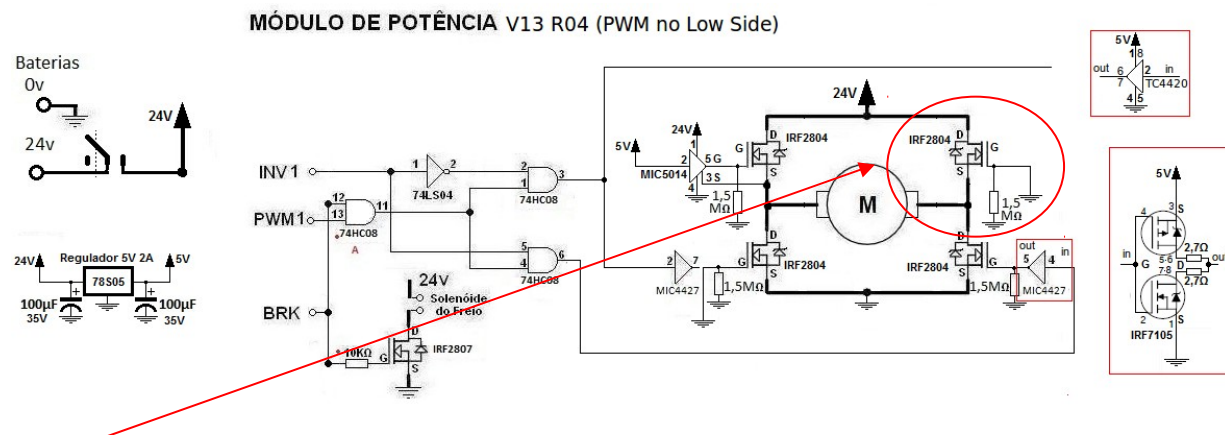 MÓDULO DE POTÊNCIA V13 R04 (PWM no Low Side)
Baterias
0v
24v
24V
24V
Regulador 5V 2A
5V
78S05
100µF
35V
100µF
35V
INV1
PWM1
BRK
12
13
11
74HC08
A
1
2
74LS04
2
1
3
74HC08
5
4
6
74HC08
24V
Solenóide
do Freio
10KΩ
G
D
S
IRF2807
24V
5V
24V
1
2
5 G
3 S
4
MIC5014
1,5
MΩ
D
G
S
IRF2804
IRF2804
D
G
S
1,5
MΩ
M
2
7
MIC4427
1,5MΩ
D
G
S
IRF2804
IRF2804
D
G
S
1,5MΩ
out
in
5
4
MIC4427
5V
1 8
out
6
7
2
in
TC4420
4 5
5V
3
S
4
in
G
5-6
7-8
D
2,7Ω
2,7Ω
out
2
1
S
IRF7105